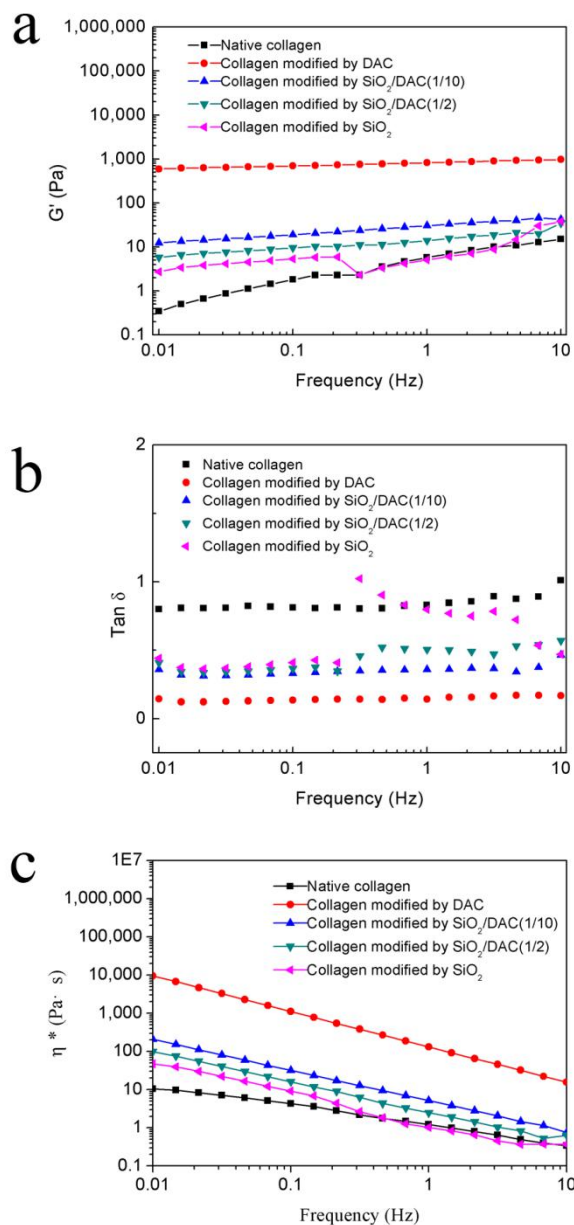 a
1,000,000
100,000
10,000
1,000
100
10
1
0.1
G' (Pa)
Native collagen
Collagen modified by DAC
Collagen modified by SiO₂/DAC(1/10)
Collagen modified by SiO₂/DAC(1/2)
Collagen modified by SiO₂
0.01 0.1 1 10
Frequency (Hz)
b
2
1
0
Tan δ
Native collagen
Collagen modified by DAC
Collagen modified by SiO₂/DAC(1/10)
Collagen modified by SiO₂/DAC(1/2)
Collagen modified by SiO₂
0.01 0.1 1 10
Frequency (Hz)
c
1E7
1,000,000
100,000
10,000
1,000
100
10
1
0.1
η * (Pa· s)
Native collagen
Collagen modified by DAC
Collagen modified by SiO₂/DAC(1/10)
Collagen modified by SiO₂/DAC(1/2)
Collagen modified by SiO₂
0.01 0.1 1 10
Frequency (Hz)